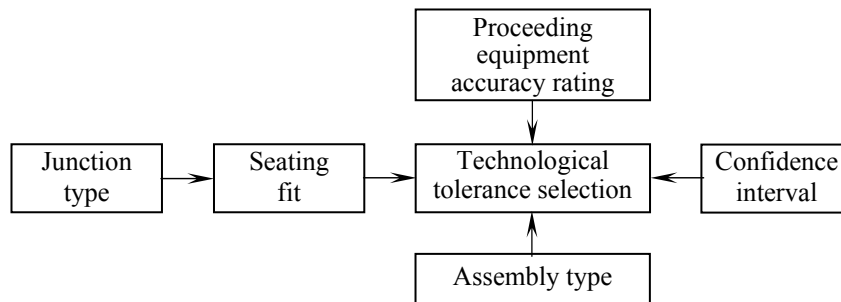 Proceeding
equipment
accuracy rating
Junction
type
Seating
fit
Technological
tolerance selection
Confidence
interval
Assembly type